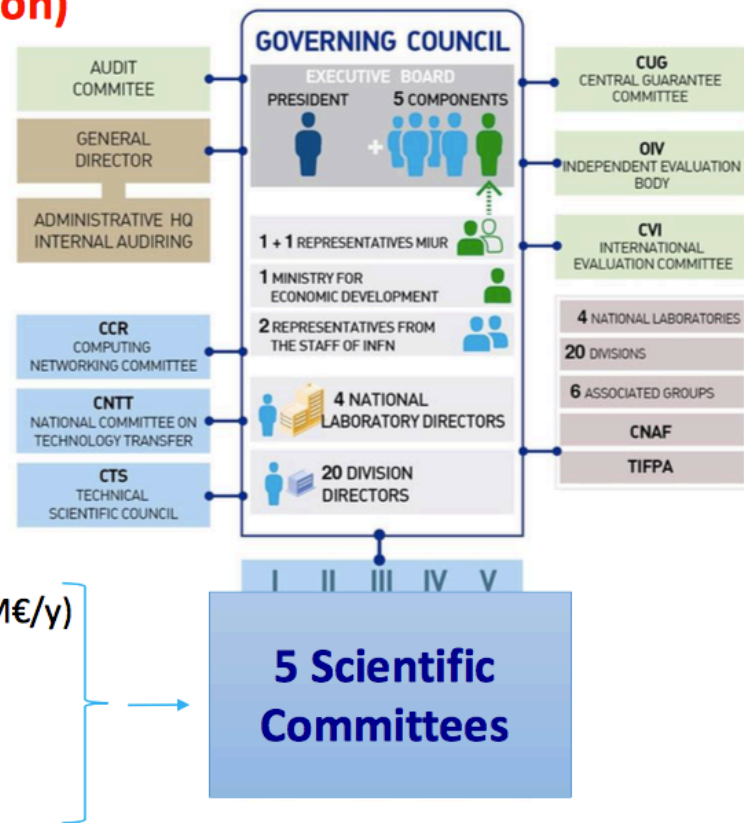 on)
GOVERNING COUNCIL
EXECUTIVE BOARD
PRESIDENT
5 COMPONENTS
+
1 + 1 REPRESENTATIVES MIUR
1 MINISTRY FOR
ECONOMIC DEVELOPMENT
2 REPRESENTATIVES FROM
THE STAFF OF INFN
4 NATIONAL
LABORATORY DIRECTORS
20 DIVISION
DIRECTORS
AUDIT
COMMITEE
GENERAL
DIRECTOR
ADMINISTRATIVE HQ
INTERNAL AUDIRING
CCR
COMPUTING
NETWORKING COMMITTEE
CNTT
NATIONAL COMMITTEE ON
TECHNOLOGY TRANSFER
CTS
TECHNICAL
SCIENTIFIC COUNCIL
CUG
CENTRAL GUARANTEE
COMMITTEE
OIV
INDEPENDENT EVALUATION
BODY
CVI
INTERNATIONAL
EVALUATION COMMITTEE
4 NATIONAL LABORATORIES
20 DIVISIONS
6 ASSOCIATED GROUPS
CNAF
TIFPA
I II III IV V
M€/y)
5 Scientific
Committees